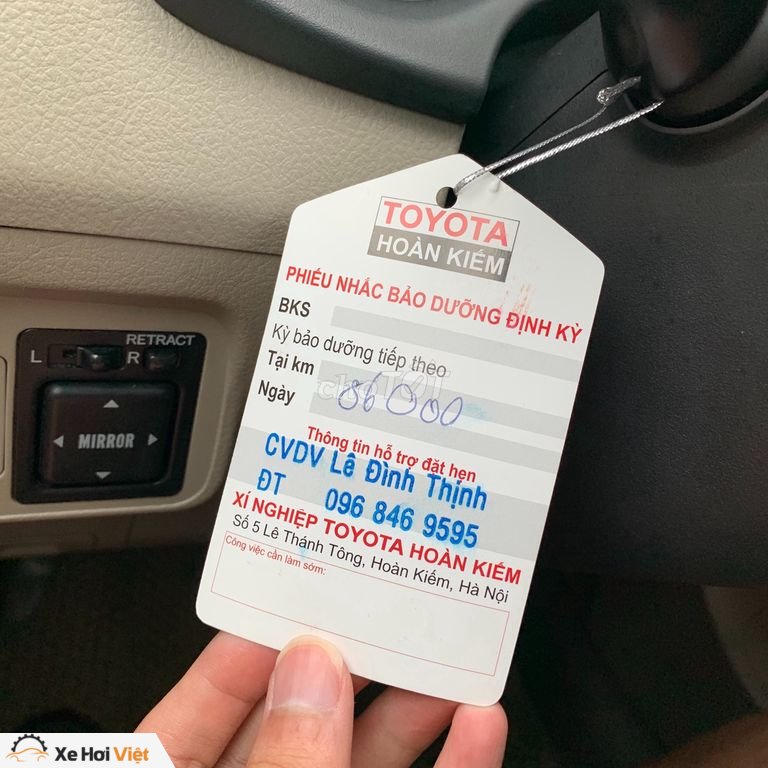 TOYOTA
HOÀN KIẾM
PHIẾU NHẮC BẢO DƯỠNG ĐỊNH KỲ
BKS
Kỳ bảo dưỡng tiếp theo
Tại km
Ngày
Thông tin hỗ trợ đặt hẹn
CVDV Lê Đình Thịnh
ĐT 096 846 9595
XÍ NGHIỆP TOYOTA HOÀN KIẾM
Số 5 Lê Thánh Tông, Hoàn Kiếm, Hà Nội
Công việc cần làm sớm:
RETRACT
L R
MIRROR
Xe Hơi Việt